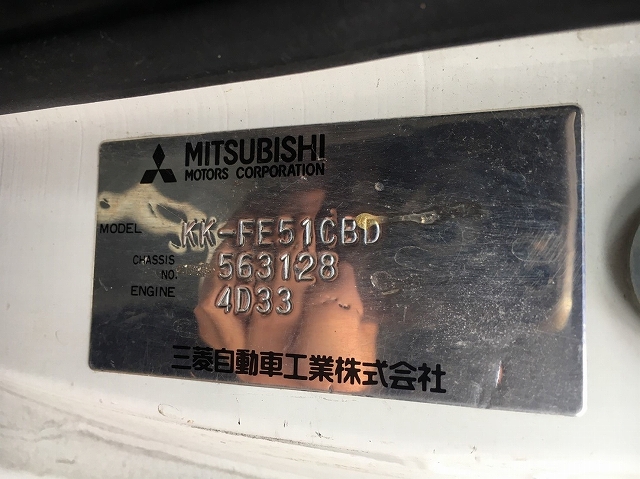 MITSUBISHI
MOTORS CORPORATION
MODEL KK-FE51CBD
CHASSIS NO. 563128
ENGINE 4D33
三菱自動車工業株式会社